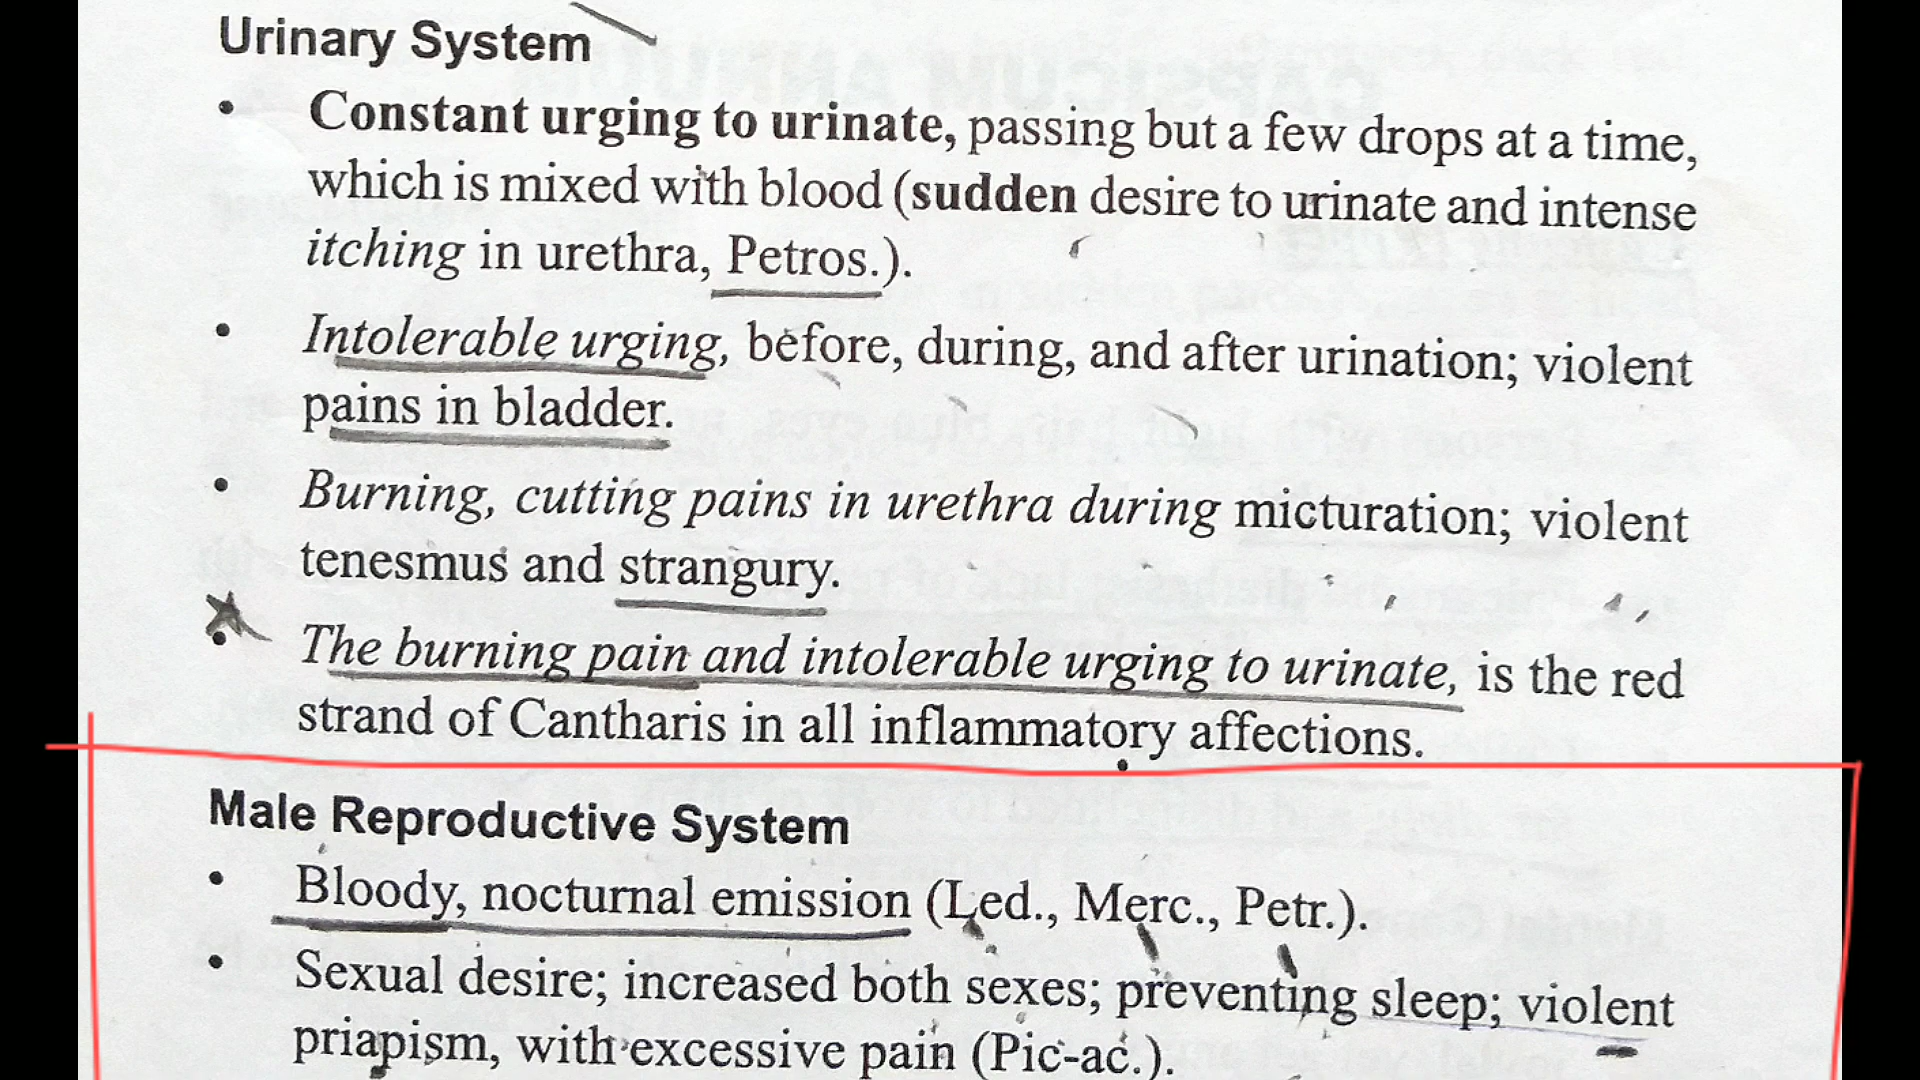 Urinary System
• Constant urging to urinate, passing but a few drops at a time,
which is mixed with blood (sudden desire to urinate and intense
itching in urethra, Petros.).
• Intolerable urging, before, during, and after urination; violent
pains in bladder.
• Burning, cutting pains in urethra during micturation; violent
tenesmus and strangury.
• The burning pain and intolerable urging to urinate, is the red
strand of Cantharis in all inflammatory affections.
Male Reproductive System
• Bloody, nocturnal emission (Led., Merc., Petr.).
• Sexual desire; increased both sexes; preventing sleep; violent
priapism, with excessive pain (Pic-ac.).